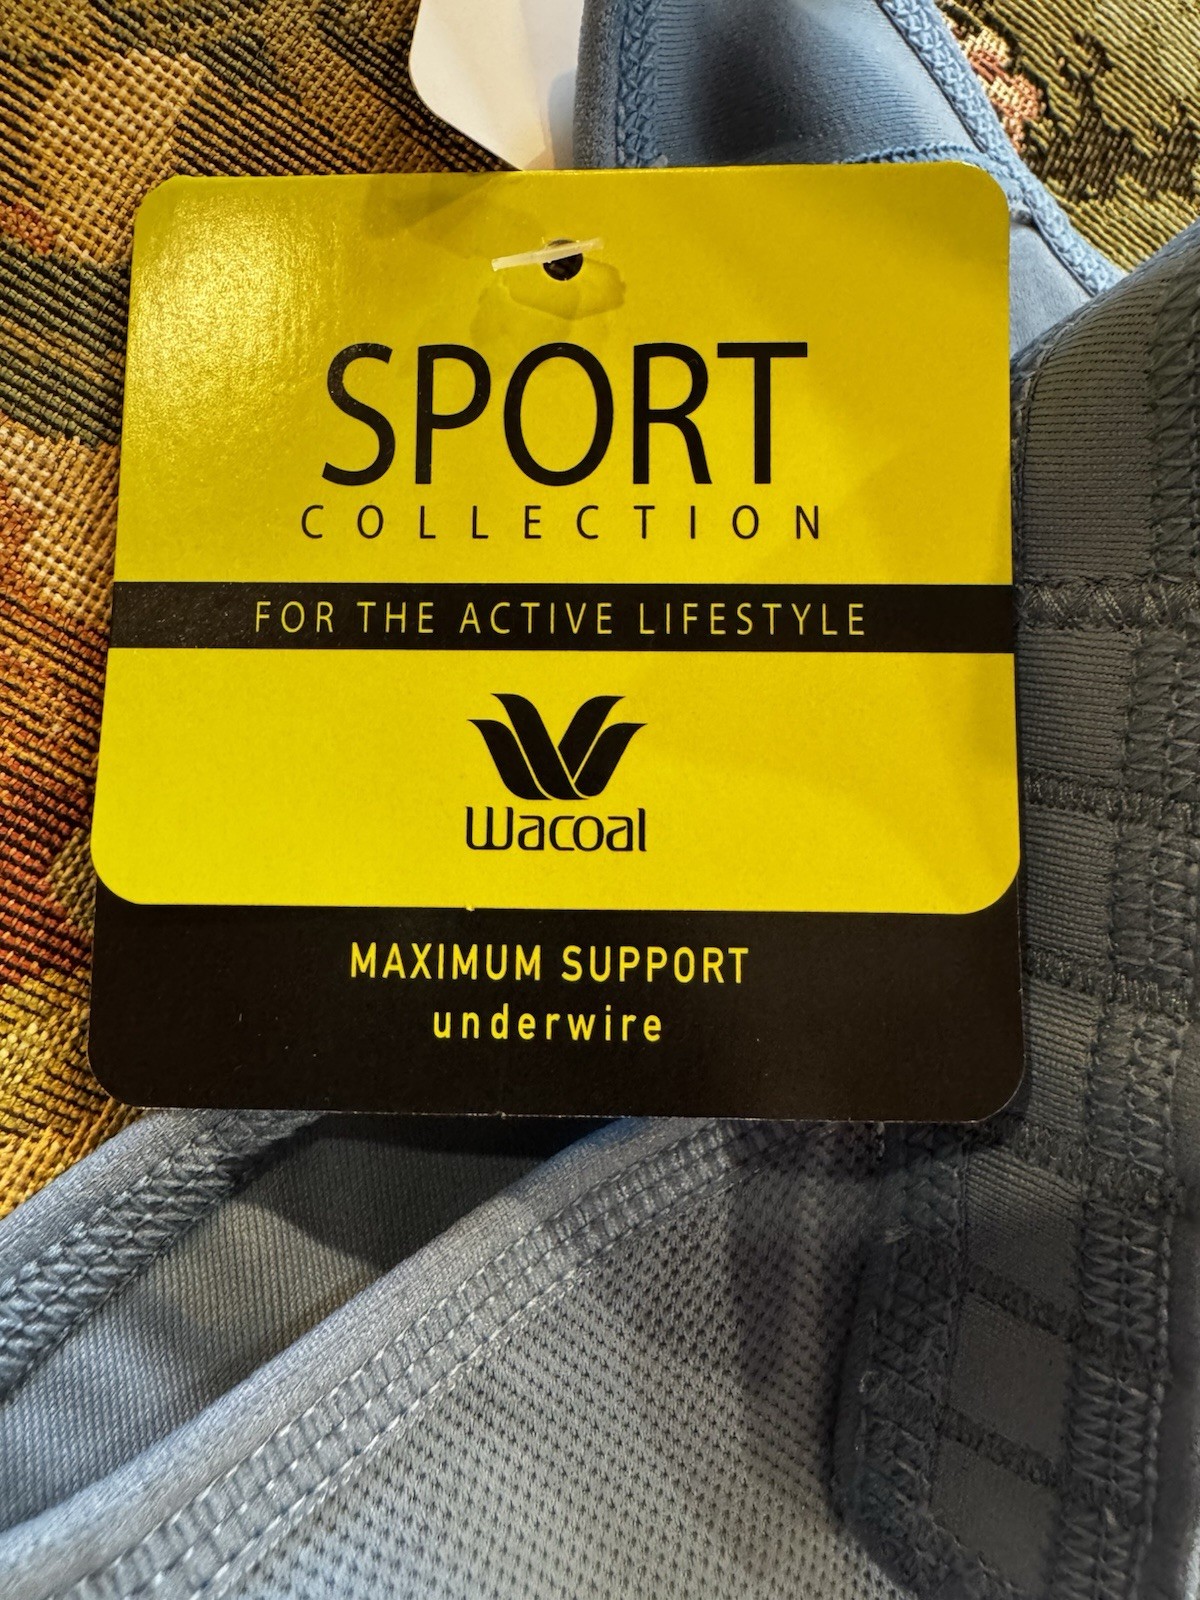 SPORT
COLLECTION
FOR THE ACTIVE LIFESTYLE
Wacoal
MAXIMUM SUPPORT
underwire